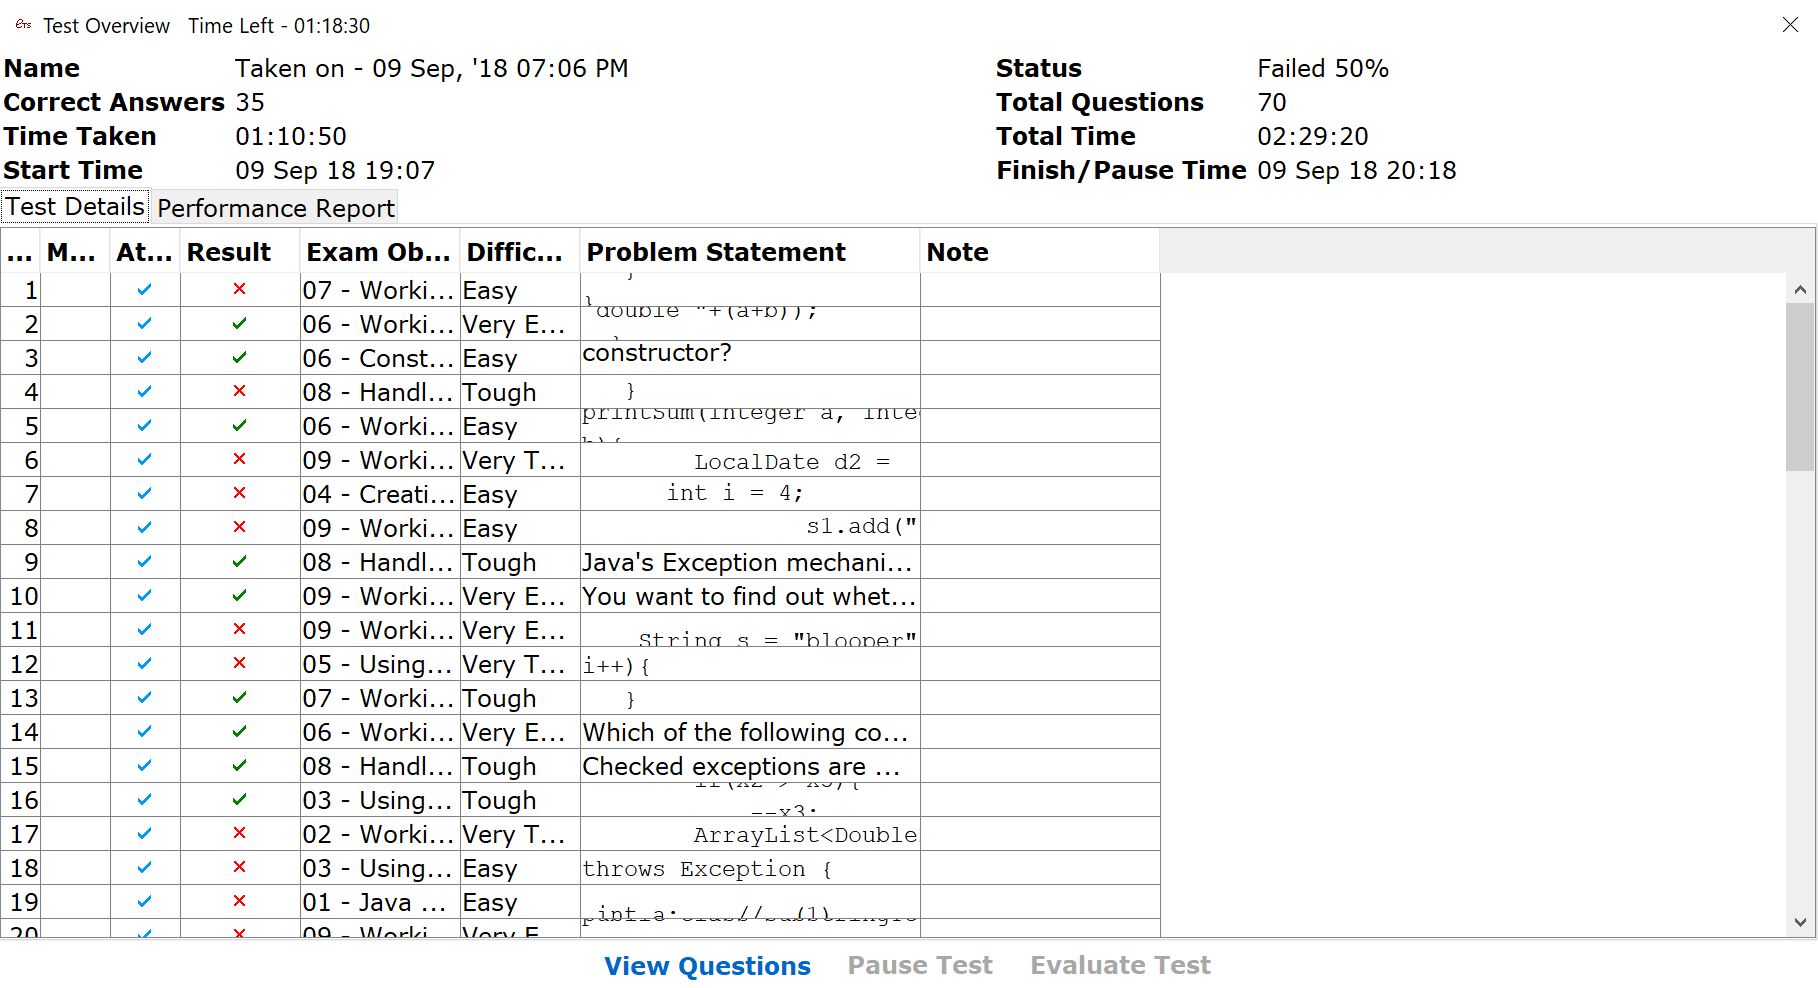 eTS Test Overview Time Left - 01:18:30
Name Taken on - 09 Sep, '18 07:06 PM Status Failed 50%
Correct Answers 35 Total Questions 70
Time Taken 01:10:50 Total Time 02:29:20
Start Time 09 Sep 18 19:07 Finish/Pause Time 09 Sep 18 20:18
Test Details Performance Report
... M... At... Result Exam Ob... Diffic... Problem Statement Note
1 07 - Worki... Easy }
}
2 06 - Worki... Very E... double "+(a+b));
}
3 06 - Const... Easy constructor?
4 08 - Handl... Tough }
5 06 - Worki... Easy printSum(Integer a, Inte
b){
6 09 - Worki... Very T... LocalDate d2 =
7 04 - Creati... Easy int i = 4;
8 09 - Worki... Easy s1.add("
9 08 - Handl... Tough Java's Exception mechani...
10 09 - Worki... Very E... You want to find out whet...
11 09 - Worki... Very E... String s = "blooper"
12 05 - Using... Very T... i++){
13 07 - Worki... Tough }
14 06 - Worki... Very E... Which of the following co...
15 08 - Handl... Tough Checked exceptions are ...
16 03 - Using... Tough if(x2 > x3){
--x3;
17 02 - Worki... Very T... ArrayList<Double
18 03 - Using... Easy throws Exception {
19 01 - Java ... Easy
20 09 - Worki... Very E...
View Questions Pause Test Evaluate Test